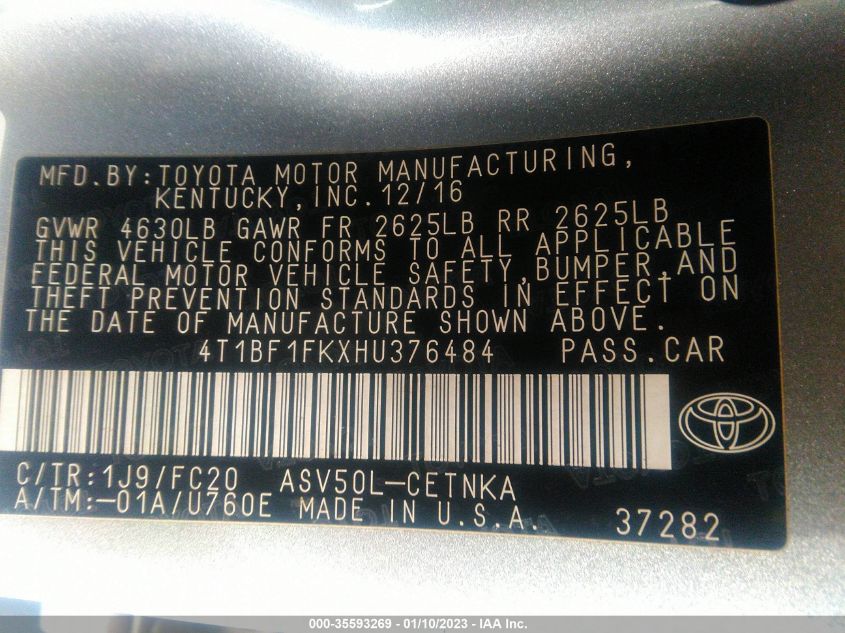 MFD.BY:TOYOTA MOTOR MANUFACTURING,
KENTUCKY,INC.12/16
GVWR 4630LB GAWR FR 2625LB RR 2625LB
THIS VEHICLE CONFORMS TO ALL APPLICABLE
FEDERAL MOTOR VEHICLE SAFETY,BUMPER,AND
THEFT PREVENTION STANDARDS IN EFFECT ON
THE DATE OF MANUFACTURE SHOWN ABOVE.
4T1BF1FKXHU376484 PASS.CAR
C/TR:1J9/FC20 ASV50L-CETNKA
A/TM:-01A/U760E MADE IN U.S.A. 37282
000-35593269 - 01/10/2023 - IAA Inc.